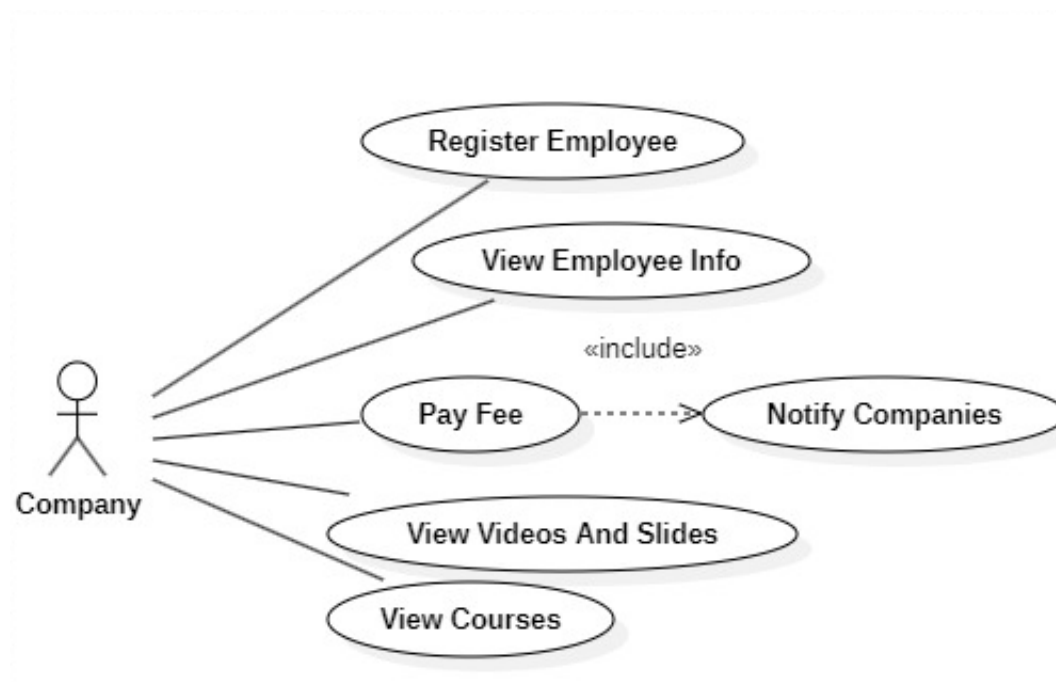 Register Employee
View Employee Info
«include»
Pay Fee
Notify Companies
Company
View Videos And Slides
View Courses